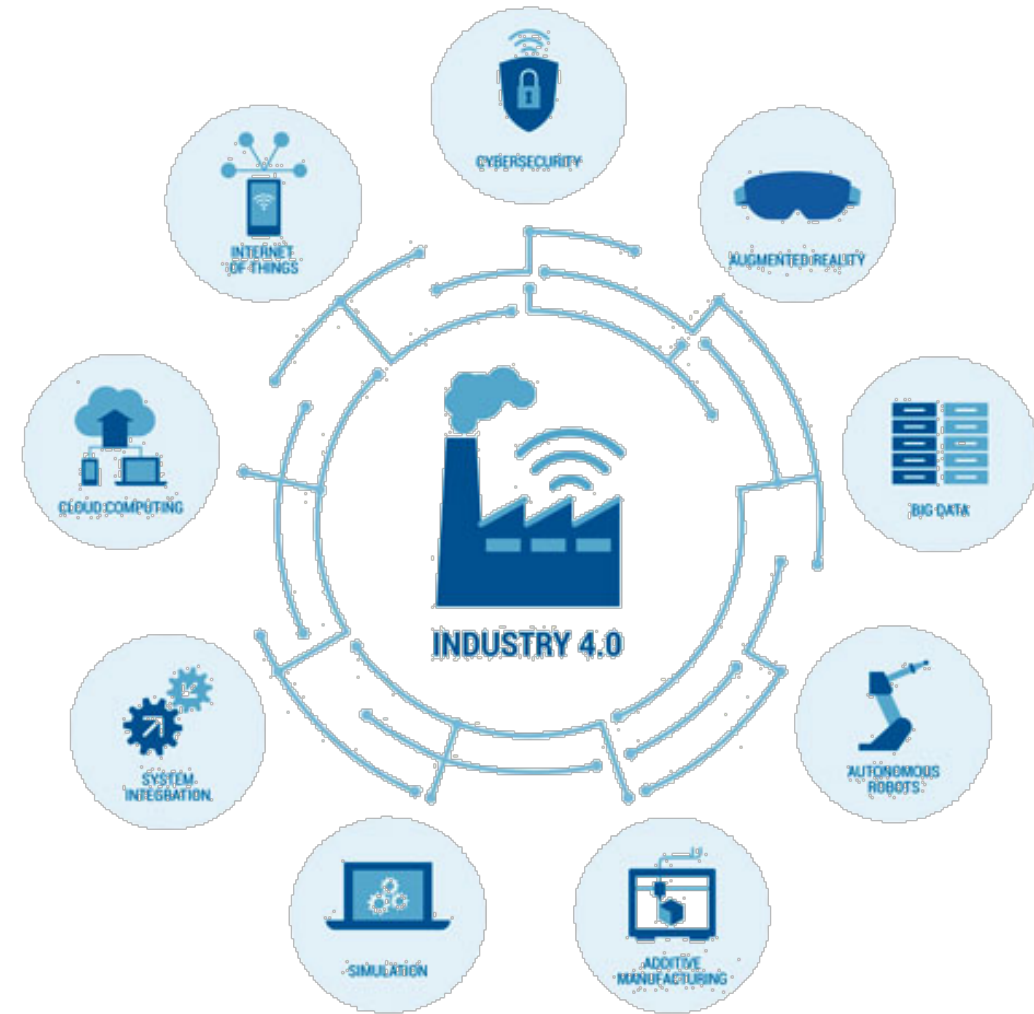 CYBERSECURITY
AUGMENTED REALITY
BIG DATA
AUTONOMOUS
ROBOTS
ADDITIVE
MANUFACTURING
SIMULATION
SYSTEM
INTEGRATION
CLOUD COMPUTING
INTERNET
OF THINGS
INDUSTRY 4.0